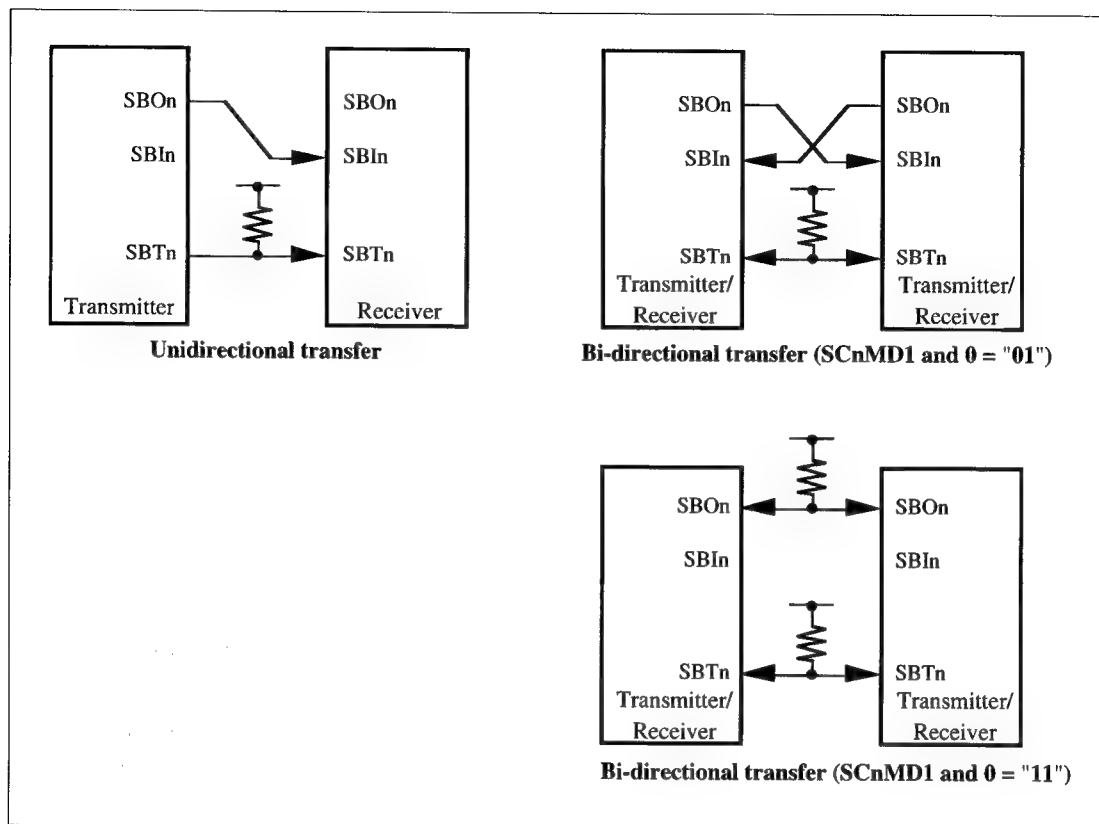 SBOn
SBIn
SBTn
Transmitter
SBOn
SBIn
SBTn
Receiver
Unidirectional transfer
SBOn
SBIn
SBTn
Transmitter/
Receiver
SBOn
SBIn
SBTn
Transmitter/
Receiver
Bi-directional transfer (SCnMD1 and 0 = "01")
SBOn
SBIn
SBTn
Transmitter/
Receiver
SBOn
SBIn
SBTn
Transmitter/
Receiver
Bi-directional transfer (SCnMD1 and 0 = "11")